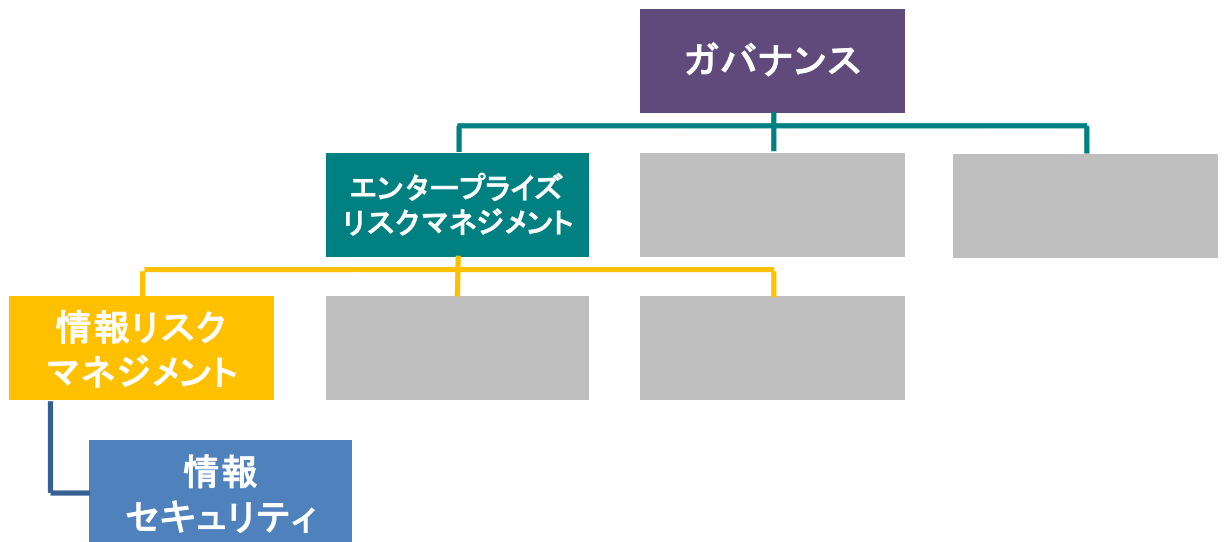 ガバナンス
エンタープライズ
リスクマネジメント
情報リスク
マネジメント
情報
セキュリティ